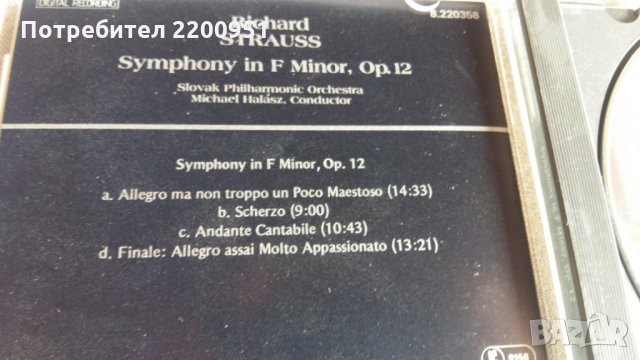 DIGITAL RECORDING
8.220358
Потребител 2200951
Richard
STRAUSS
Symphony in F Minor, Op.12
Slovak Philharmonic Orchestra
Michael Halász, Conductor
Symphony in F Minor, Op. 12
a. Allegro ma non troppo un Poco Maestoso (14:33)
b. Scherzo (9:00)
c. Andante Cantabile (10:43)
d. Finale: Allegro assai Molto Appassionato (13:21)
9158
BAZAR